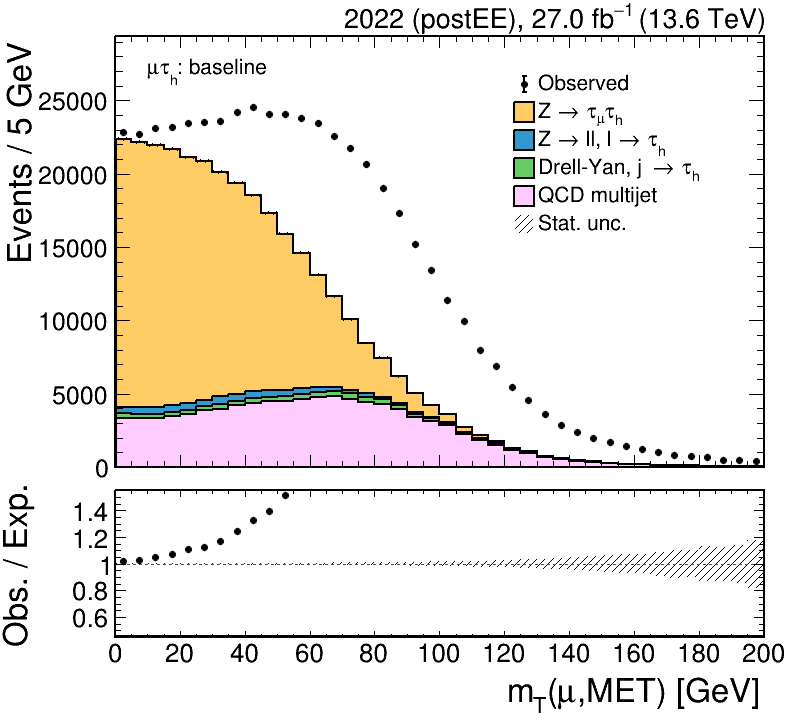 2022 (postEE), 27.0 fb⁻¹ (13.6 TeV)
Events / 5 GeV
μτₕ: baseline
Observed
Z → τ_μτₕ
Z → ll, l → τₕ
Drell-Yan, j → τₕ
QCD multijet
Stat. unc.
25000
20000
15000
10000
5000
0
Obs. / Exp.
1.4
1.2
1
0.8
0.6
0 20 40 60 80 100 120 140 160 180 200
m_T(μ,MET) [GeV]